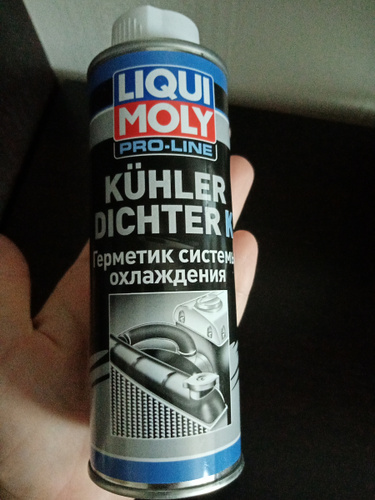 LIQUI
MOLY
PRO-LINE
KÜHLER
DICHTER K
Герметик системы
охлаждения